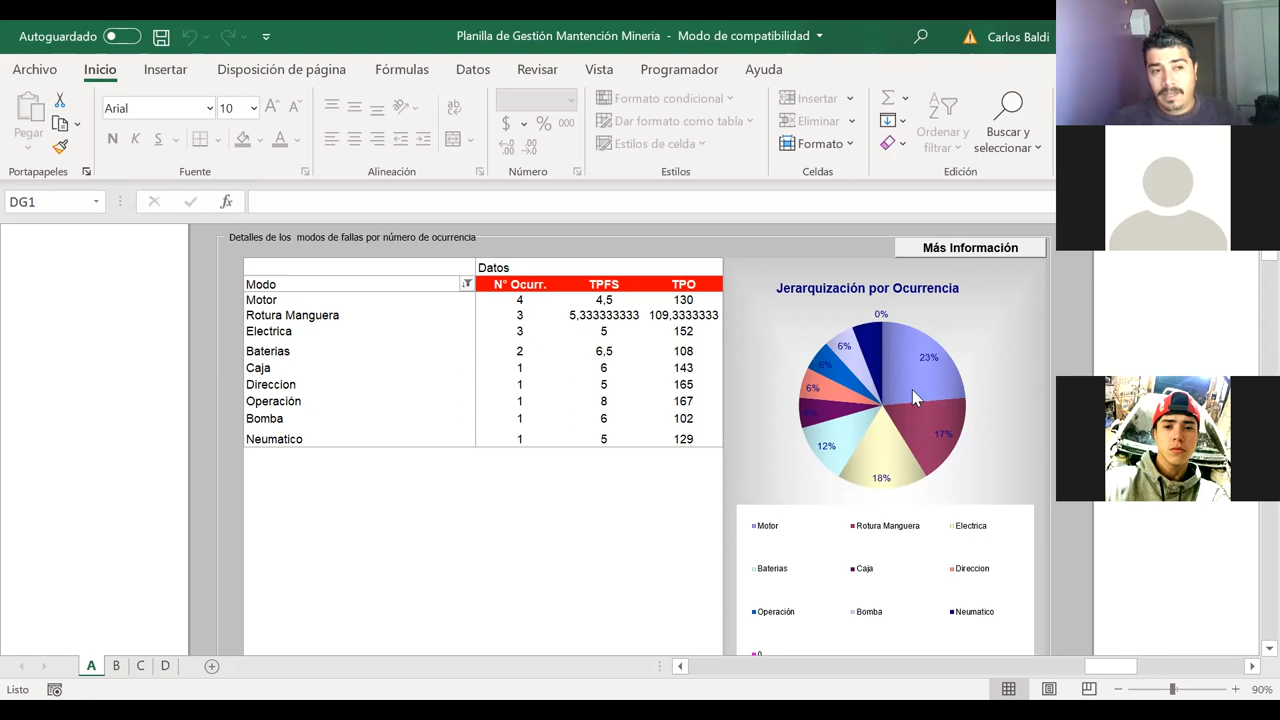 Autoguardado
Planilla de Gestión Mantención Mineria - Modo de compatibilidad
Carlos Baldi
Archivo Inicio Insertar Disposición de página Fórmulas Datos Revisar Vista Programador Ayuda
Pegar
Arial 10
N K S
$ % 000
Formato condicional
Dar formato como tabla
Estilos de celda
Insertar
Eliminar
Formato
Ordenar y filtrar
Buscar y seleccionar
Portapapeles Fuente Alineación Número Estilos Celdas Edición
DG1
fx
Detalles de los modos de fallas por número de ocurrencia
Más Información
Datos
Modo N° Ocurr. TPFS TPO
Motor 4 4,5 130
Rotura Manguera 3 5,333333333 109,3333333
Electrica 3 5 152
Baterias 2 6,5 108
Caja 1 6 143
Direccion 1 5 165
Operación 1 8 167
Bomba 1 6 102
Neumatico 1 5 129
Jerarquización por Ocurrencia
0%
23%
17%
18%
12%
6%
6%
6%
6%
Motor Rotura Manguera Electrica
Baterias Caja Direccion
Operación Bomba Neumatico
0
A B C D
Listo
90%